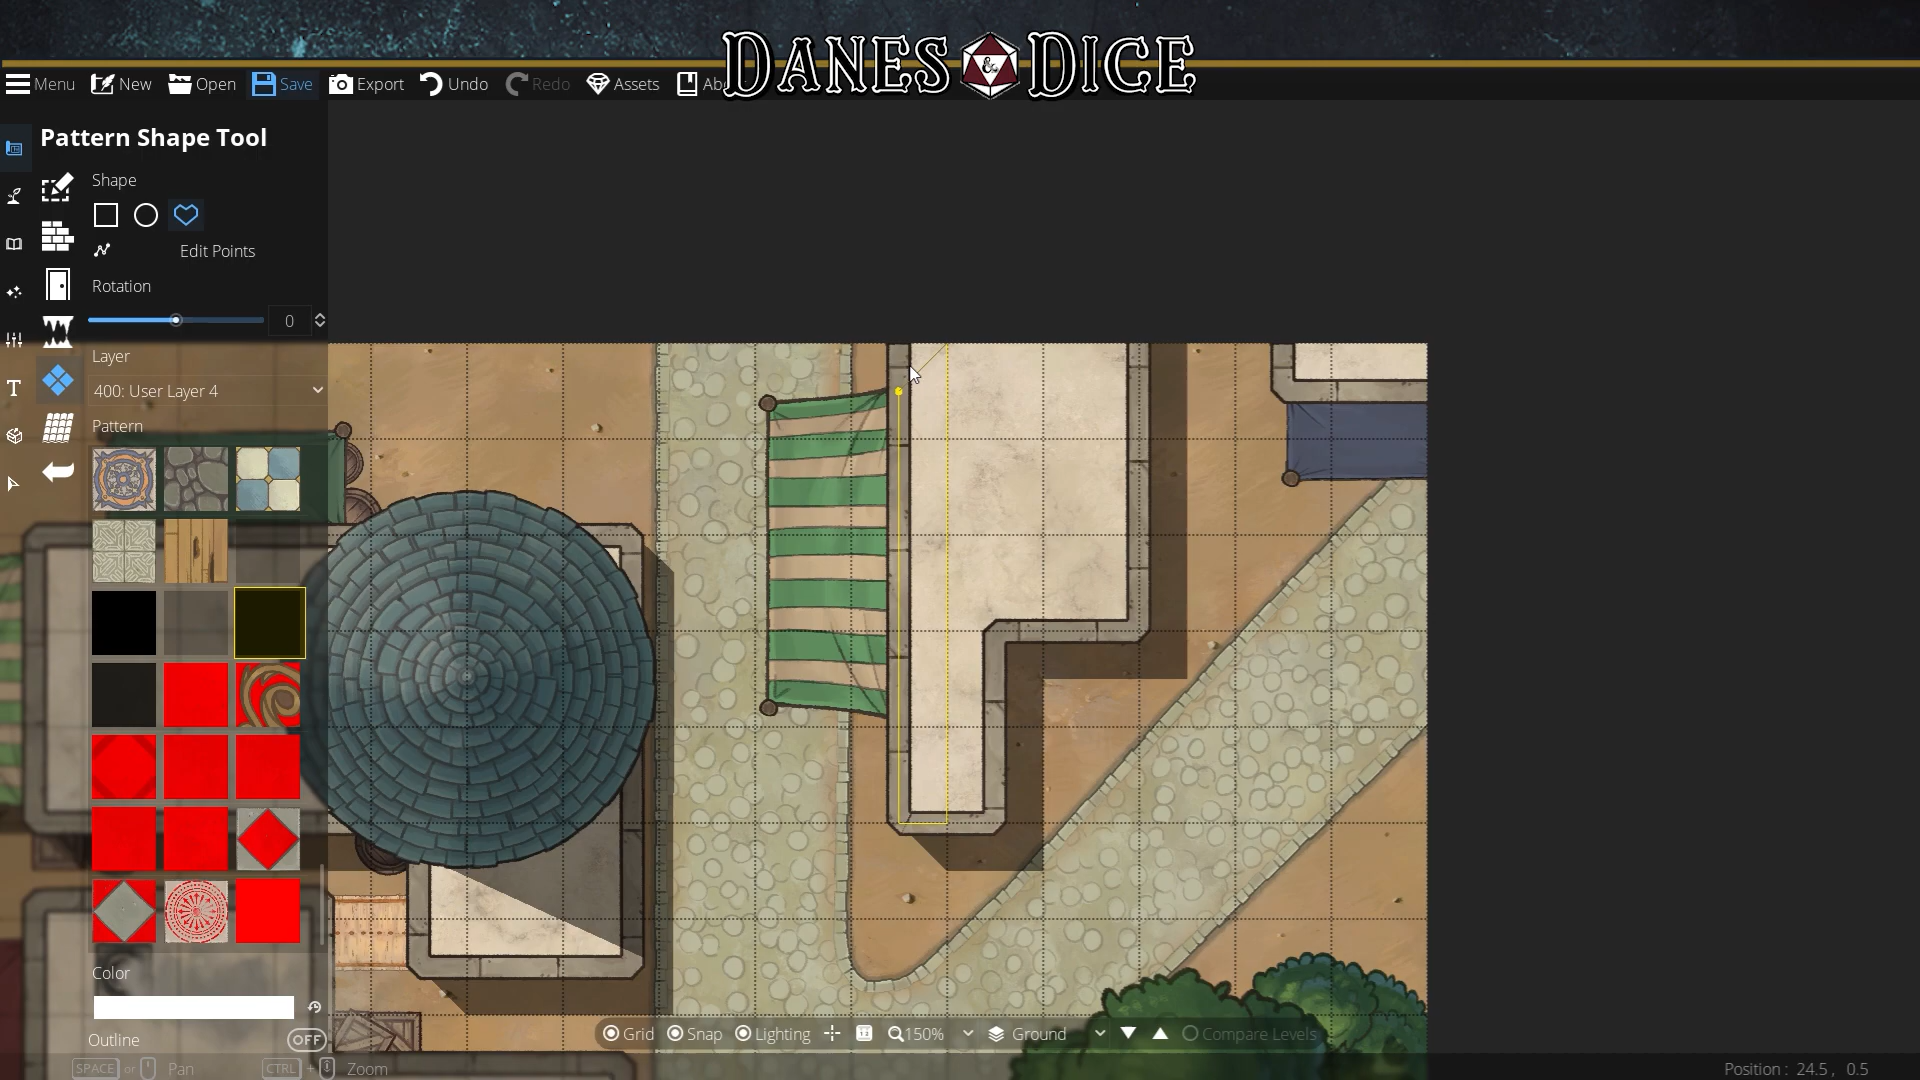 DANES & DICE
Menu New Open Save Export Undo Redo Assets Ab
Pattern Shape Tool
Shape
Edit Points
Rotation
0
Layer
400: User Layer 4
Pattern
Color
Outline OFF
Grid Snap Lighting 150% Ground Compare Levels
SPACE or Pan CTRL + Zoom
Position : 24.5 , 0.5